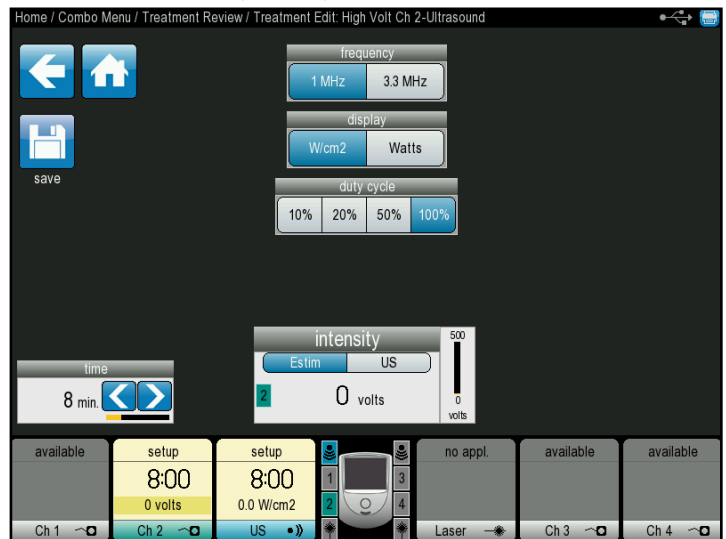 Home / Combo Menu / Treatment Review / Treatment Edit: High Volt Ch 2-Ultrasound
frequency
1 MHz 3.3 MHz
display
W/cm2 Watts
save
duty cycle
10% 20% 50% 100%
intensity
500
Estim US
time
2 0 volts
8 min.
0
volts
available setup setup no appl. available available
8:00 8:00 1 3
0 volts 0.0 W/cm2 2 4
Ch 1 Ch 2 US Laser Ch 3 Ch 4